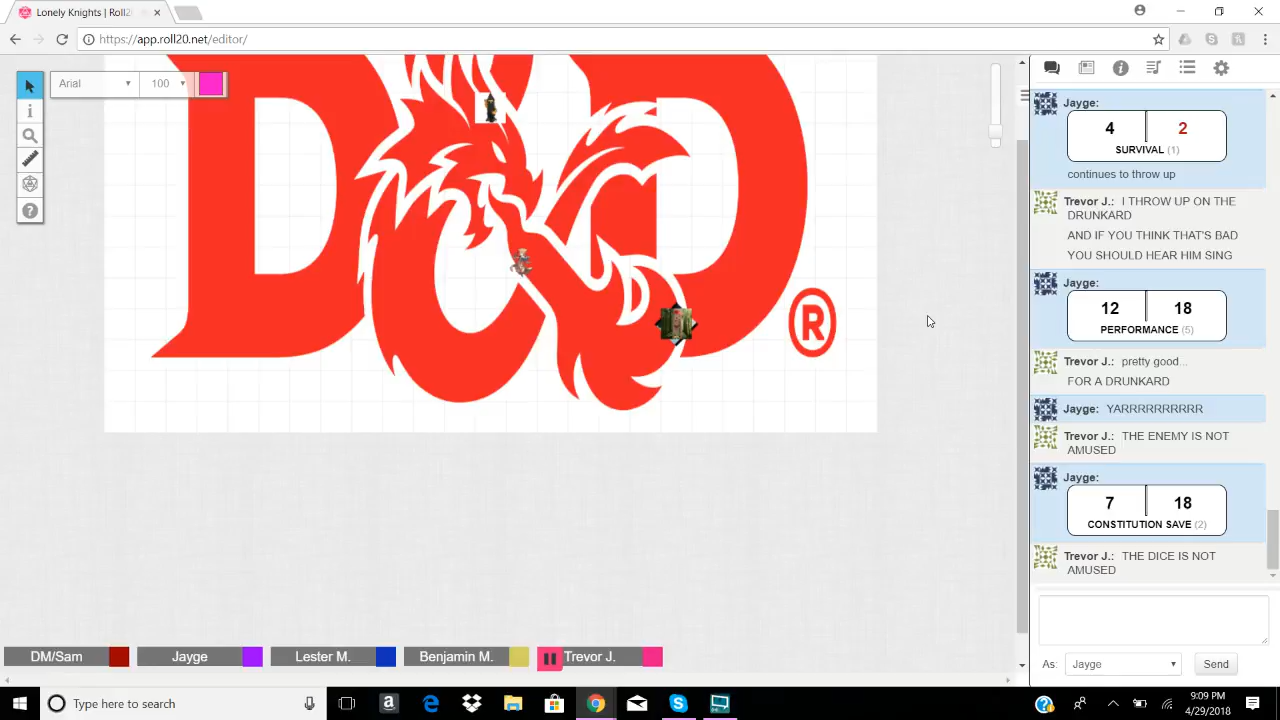 Lonely Knights | Roll20
https://app.roll20.net/editor/
Arial
100
D D
®
Jayge:
4 2
SURVIVAL (1)
continues to throw up
Trevor J.: I THROW UP ON THE
DRUNKARD
AND IF YOU THINK THAT'S BAD
YOU SHOULD HEAR HIM SING
Jayge:
12 18
PERFORMANCE (5)
Trevor J.: pretty good...
FOR A DRUNKARD
Jayge: YARRRRRRRRRR
Trevor J.: THE ENEMY IS NOT
AMUSED
Jayge:
7 18
CONSTITUTION SAVE (2)
Trevor J.: THE DICE IS NOT
AMUSED
As: Jayge Send
DM/Sam Jayge Lester M. Benjamin M. Trevor J.
Type here to search
9:09 PM
4/29/2018